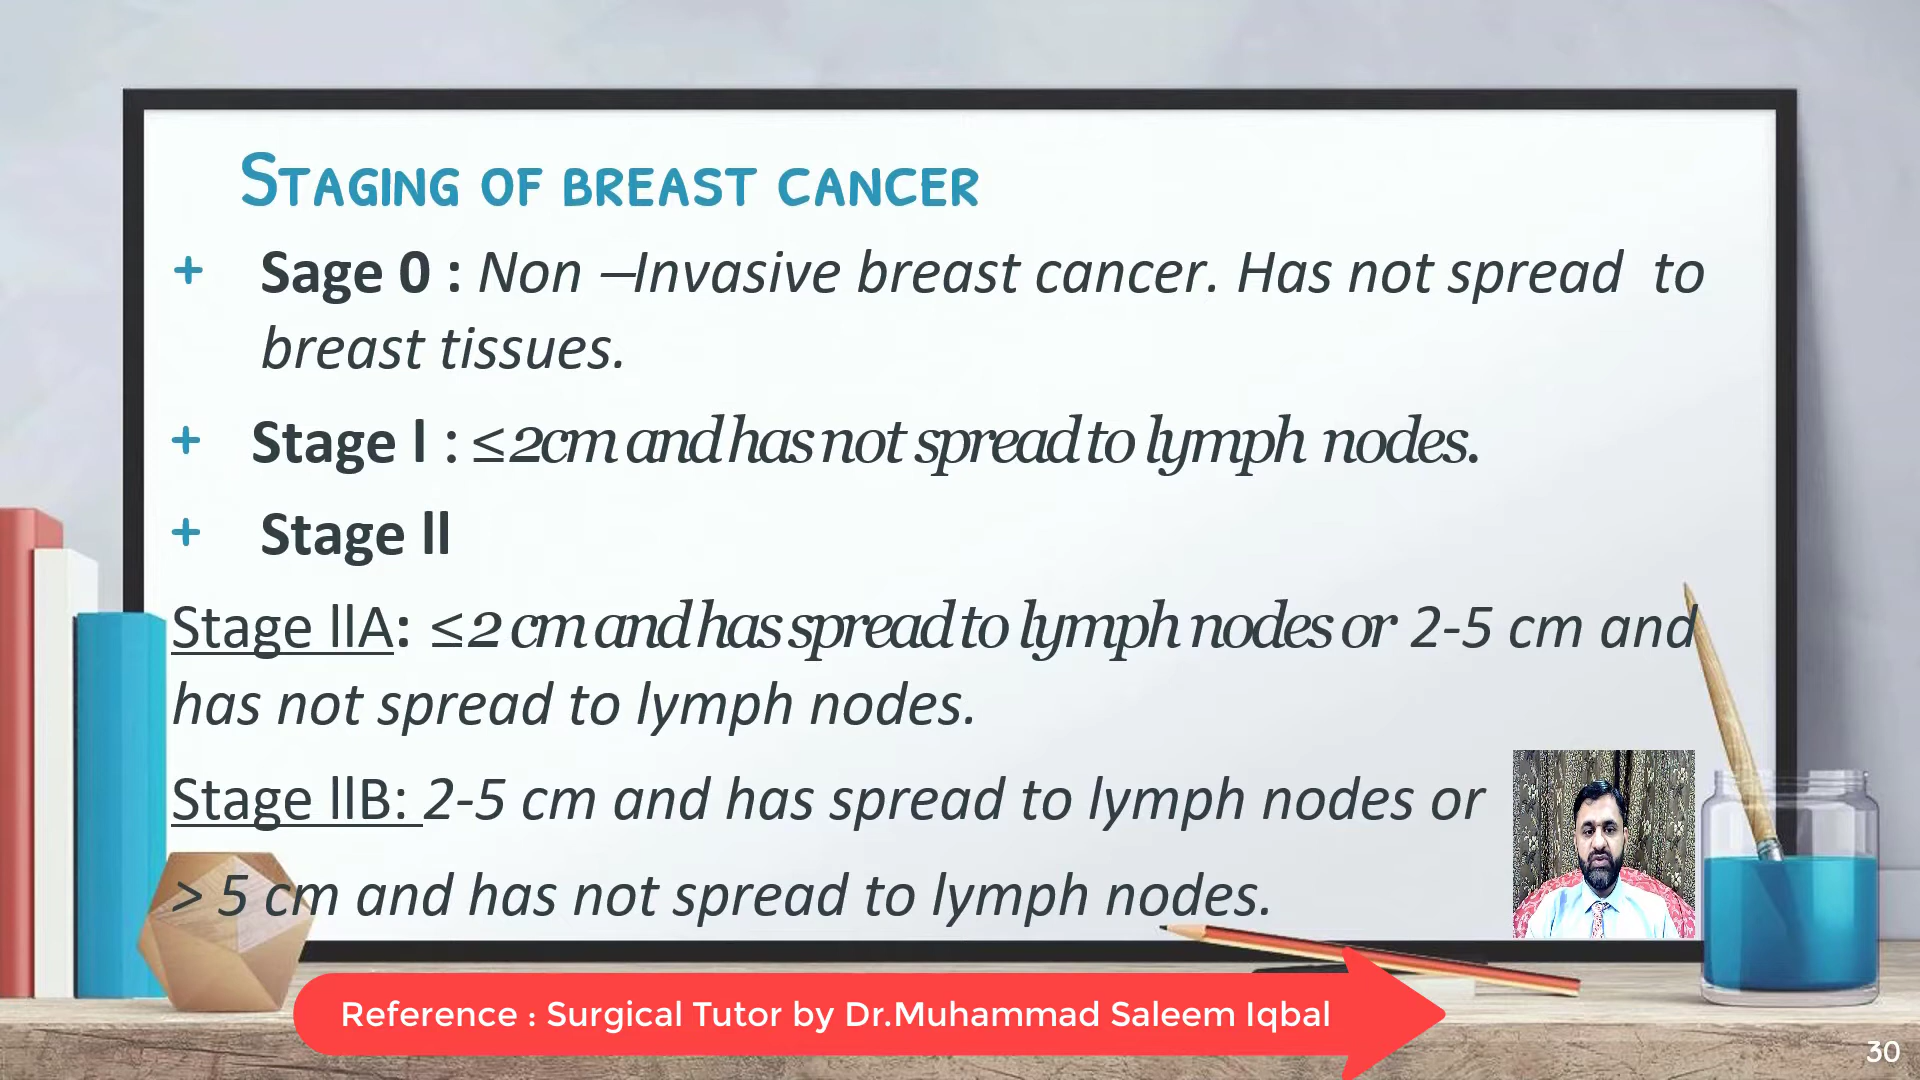 Staging of breast cancer
+ Sage 0 : Non –Invasive breast cancer. Has not spread to
breast tissues.
+ Stage l : ≤2cm and has not spread to lymph nodes.
+ Stage ll
Stage llA: ≤2 cm and has spread to lymph nodes or 2-5 cm and
has not spread to lymph nodes.
Stage llB: 2-5 cm and has spread to lymph nodes or
> 5 cm and has not spread to lymph nodes.
Reference : Surgical Tutor by Dr.Muhammad Saleem Iqbal
30